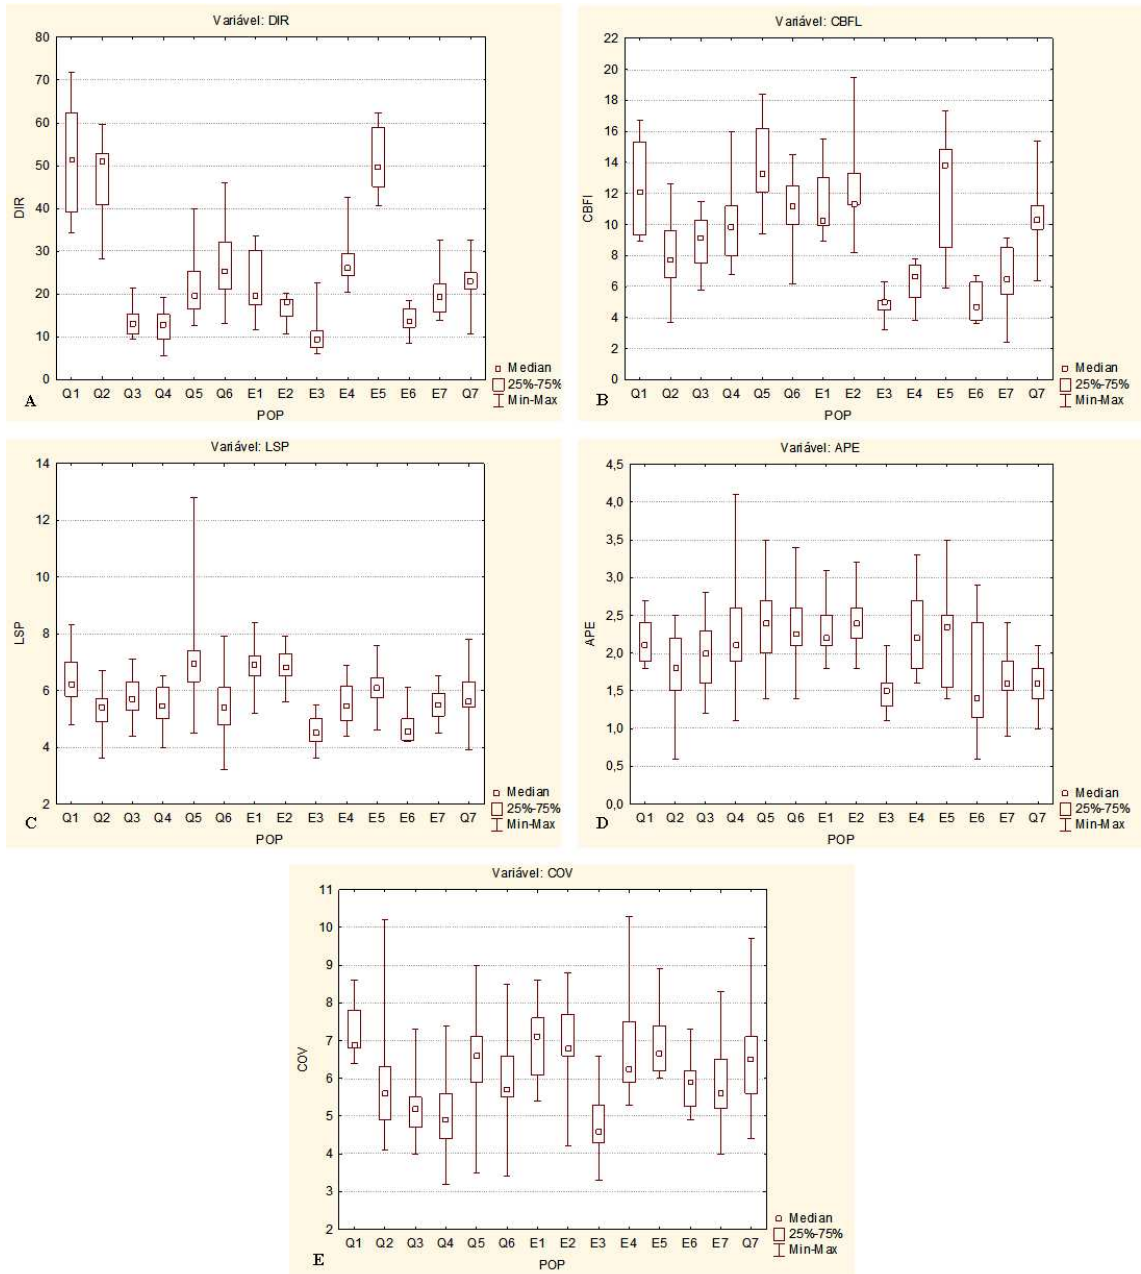 Variável: DIR
80
70
60
50
40
30
20
10
0
DIR
Q1 Q2 Q3 Q4 Q5 Q6 E1 E2 E3 E4 E5 E6 E7 Q7
POP
A
Median
25%-75%
Min-Max
Variável: CBFL
22
20
18
16
14
12
10
8
6
4
2
0
CBFL
Q1 Q2 Q3 Q4 Q5 Q6 E1 E2 E3 E4 E5 E6 E7 Q7
POP
B
Median
25%-75%
Min-Max
Variável: LSP
14
12
10
8
6
4
2
LSP
Q1 Q2 Q3 Q4 Q5 Q6 E1 E2 E3 E4 E5 E6 E7 Q7
POP
C
Median
25%-75%
Min-Max
Variável: APE
4,5
4,0
3,5
3,0
2,5
2,0
1,5
1,0
0,5
0,0
APE
Q1 Q2 Q3 Q4 Q5 Q6 E1 E2 E3 E4 E5 E6 E7 Q7
POP
D
Median
25%-75%
Min-Max
Variável: COV
11
10
9
8
7
6
5
4
3
2
COV
Q1 Q2 Q3 Q4 Q5 Q6 E1 E2 E3 E4 E5 E6 E7 Q7
POP
E
Median
25%-75%
Min-Max